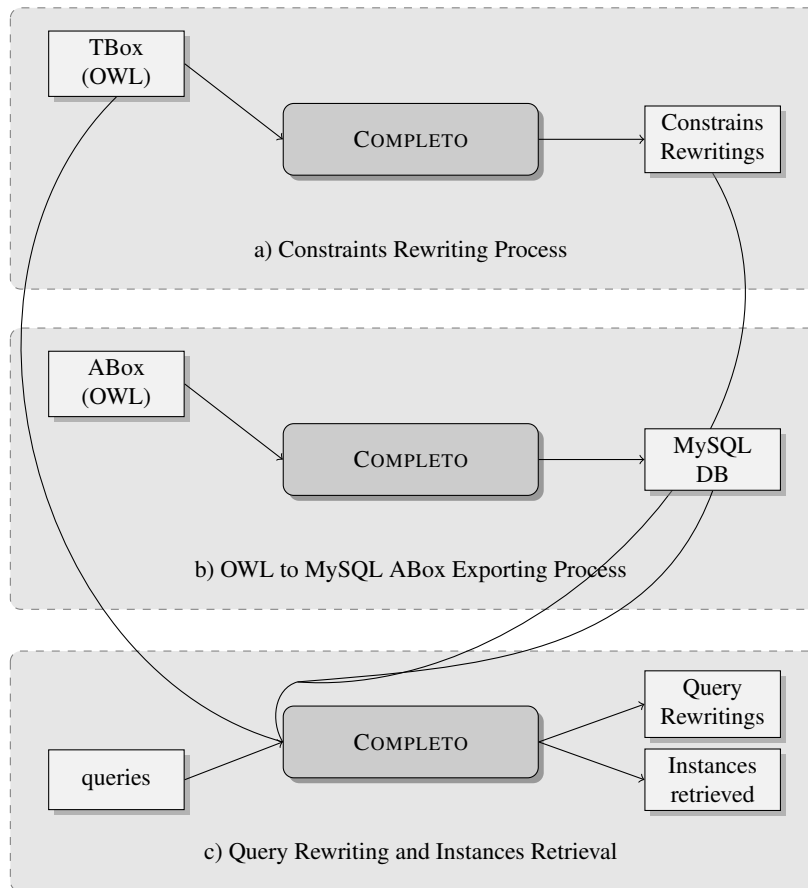 TBox
(OWL)
COMPLETO
Constrains
Rewritings
a) Constraints Rewriting Process
ABox
(OWL)
COMPLETO
MySQL
DB
b) OWL to MySQL ABox Exporting Process
queries
COMPLETO
Query
Rewritings
Instances
retrieved
c) Query Rewriting and Instances Retrieval